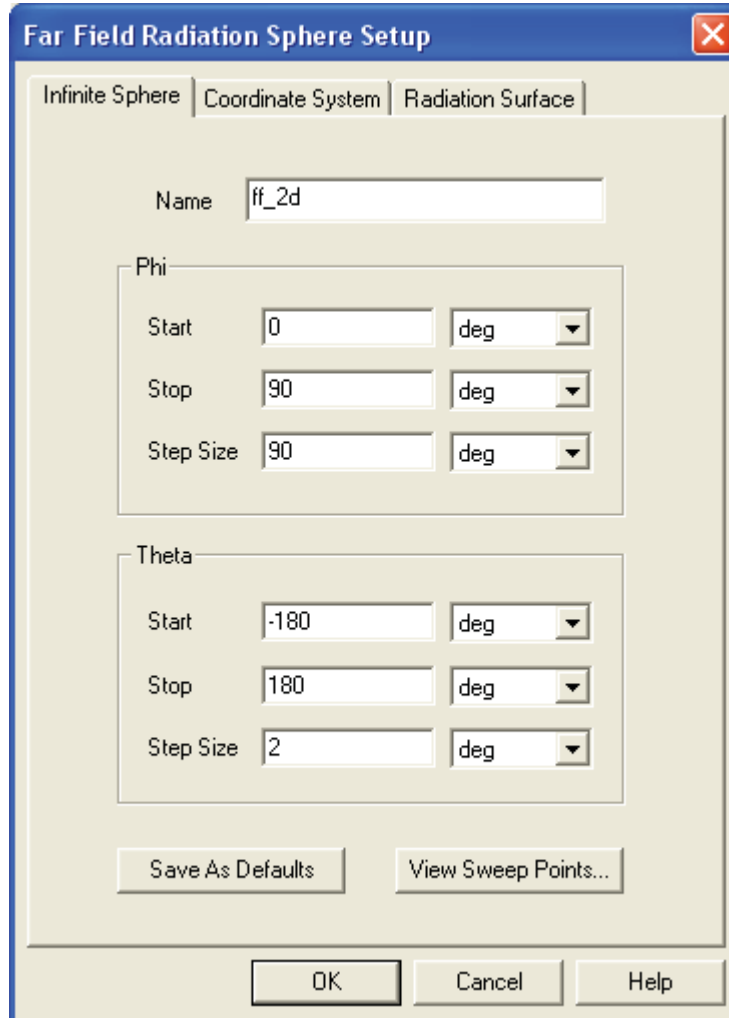 Far Field Radiation Sphere Setup
Infinite Sphere Coordinate System Radiation Surface
Name ff_2d
Phi
Start 0 deg
Stop 90 deg
Step Size 90 deg
Theta
Start -180 deg
Stop 180 deg
Step Size 2 deg
Save As Defaults View Sweep Points...
OK Cancel Help